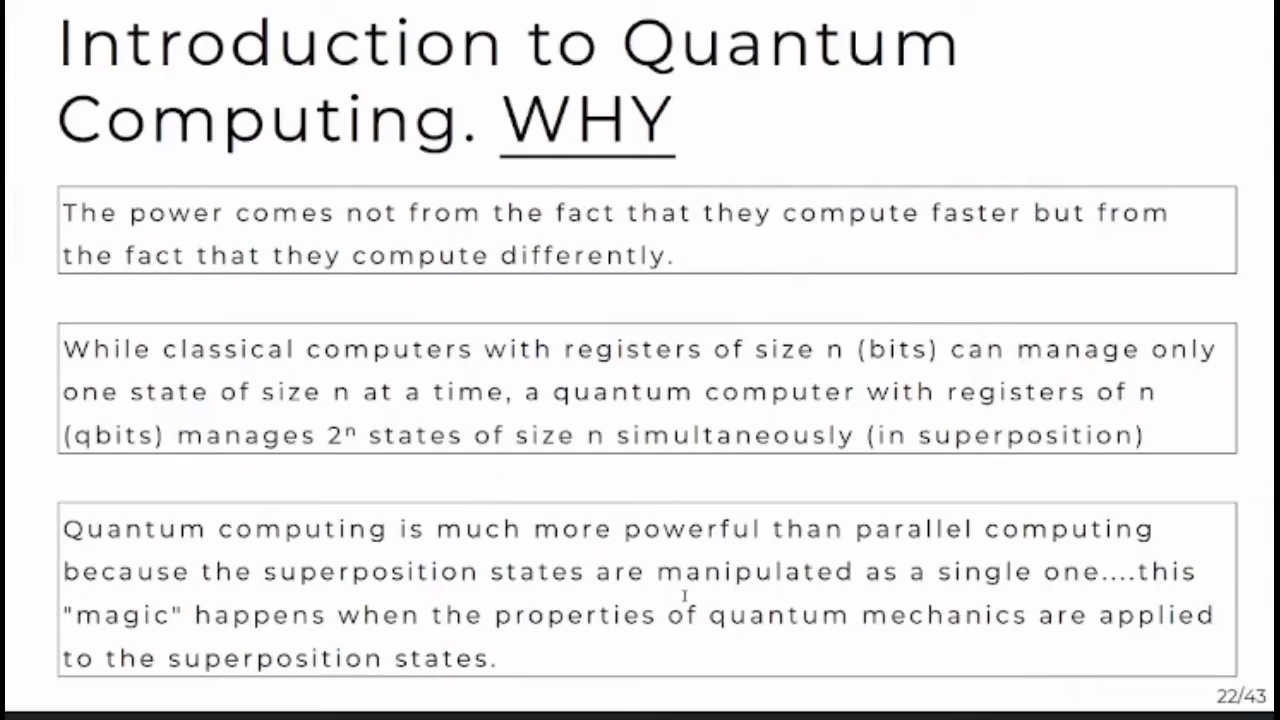 Introduction to Quantum
Computing. WHY
The power comes not from the fact that they compute faster but from
the fact that they compute differently.
While classical computers with registers of size n (bits) can manage only
one state of size n at a time, a quantum computer with registers of n
(qbits) manages 2ⁿ states of size n simultaneously (in superposition)
Quantum computing is much more powerful than parallel computing
because the superposition states are manipulated as a single one....this
"magic" happens when the properties of quantum mechanics are applied
to the superposition states.
22/43